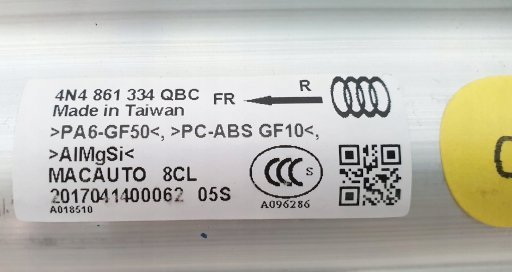 4N4 861 334 QBC FR R
Made in Taiwan
>PA6-GF50<, >PC-ABS GF10<,
>AlMgSi<
MACAUTO 8CL
2017041400062 05S
A018510
CCC S
A096286